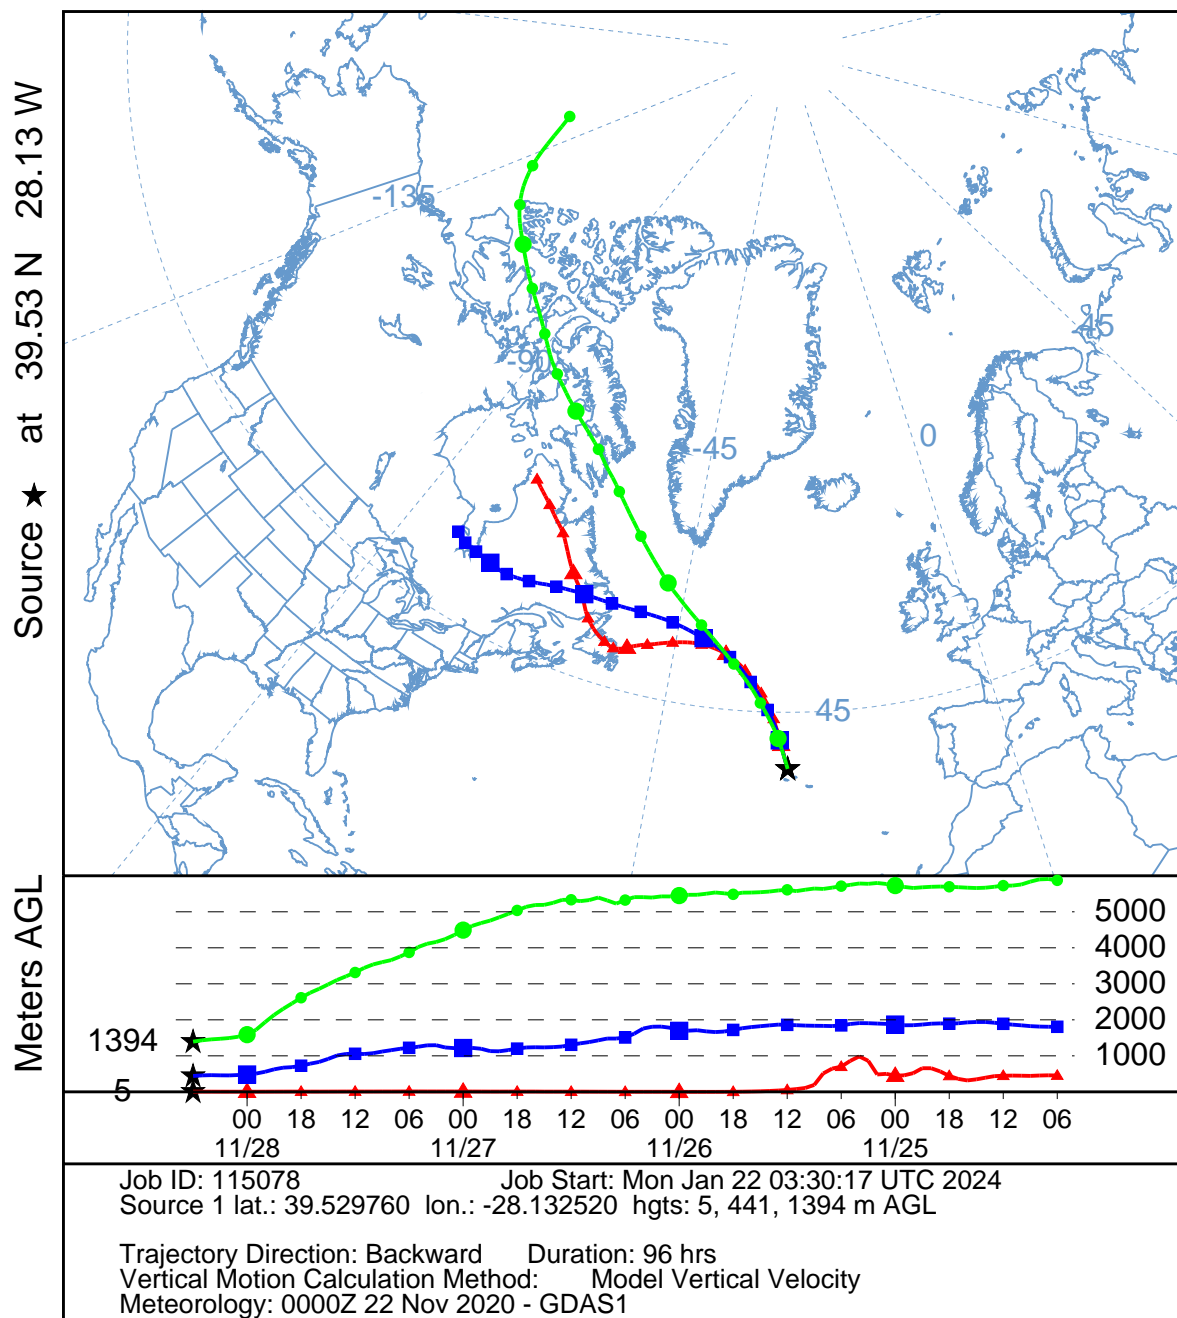 Source ★ at 39.53 N 28.13 W
-135
-90
-45
0
45
45
Meters AGL
5000
4000
3000
2000
1000
1394
5
00 18 12 06 00 18 12 06 00 18 12 06 00 18 12 06
11/28 11/27 11/26 11/25
Job ID: 115078 Job Start: Mon Jan 22 03:30:17 UTC 2024
Source 1 lat.: 39.529760 lon.: -28.132520 hgts: 5, 441, 1394 m AGL
Trajectory Direction: Backward Duration: 96 hrs
Vertical Motion Calculation Method: Model Vertical Velocity
Meteorology: 0000Z 22 Nov 2020 - GDAS1